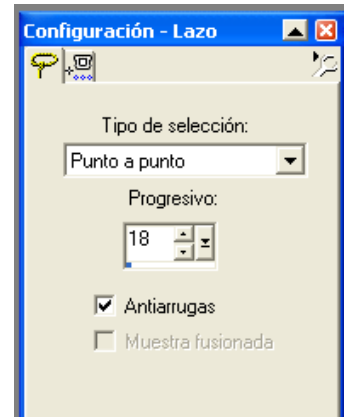 Configuración - Lazo
Tipo de selección:
Punto a punto
Progresivo:
18
Antiarrugas
Muestra fusionada